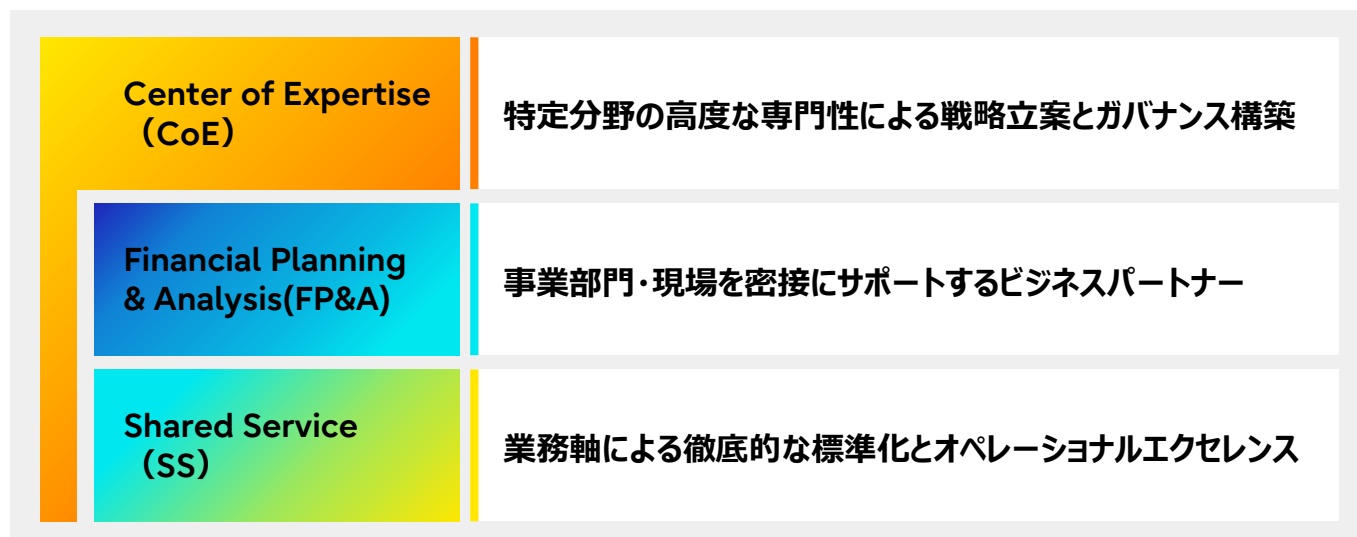 Center of Expertise
（CoE）
特定分野の高度な専門性による戦略立案とガバナンス構築
Financial Planning
& Analysis(FP&A)
事業部門・現場を密接にサポートするビジネスパートナー
Shared Service
（SS）
業務軸による徹底的な標準化とオペレーショナルエクセレンス